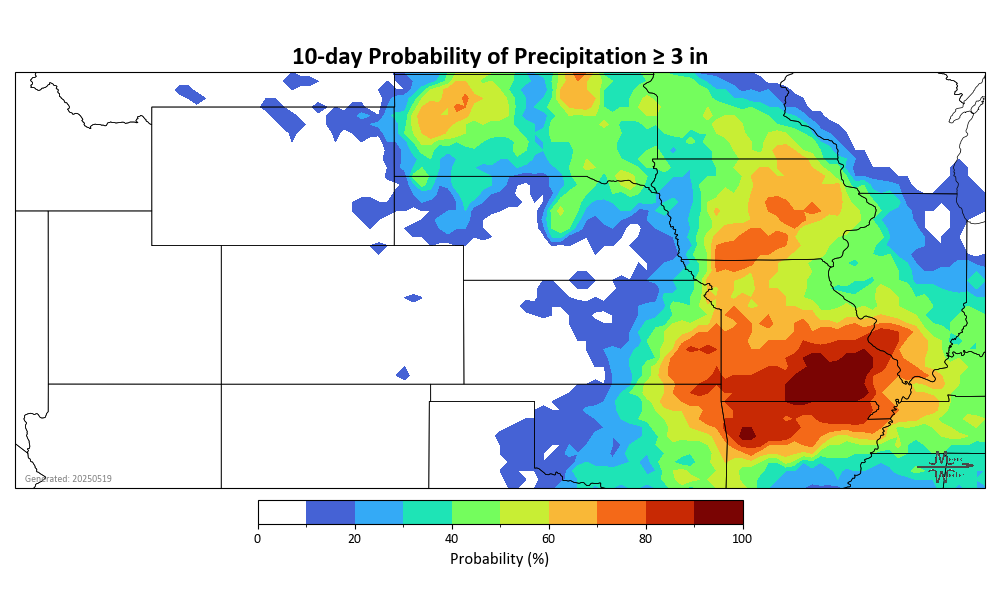 10-day Probability of Precipitation ≥ 3 in
Generated: 20250519
0 20 40 60 80 100
Probability (%)